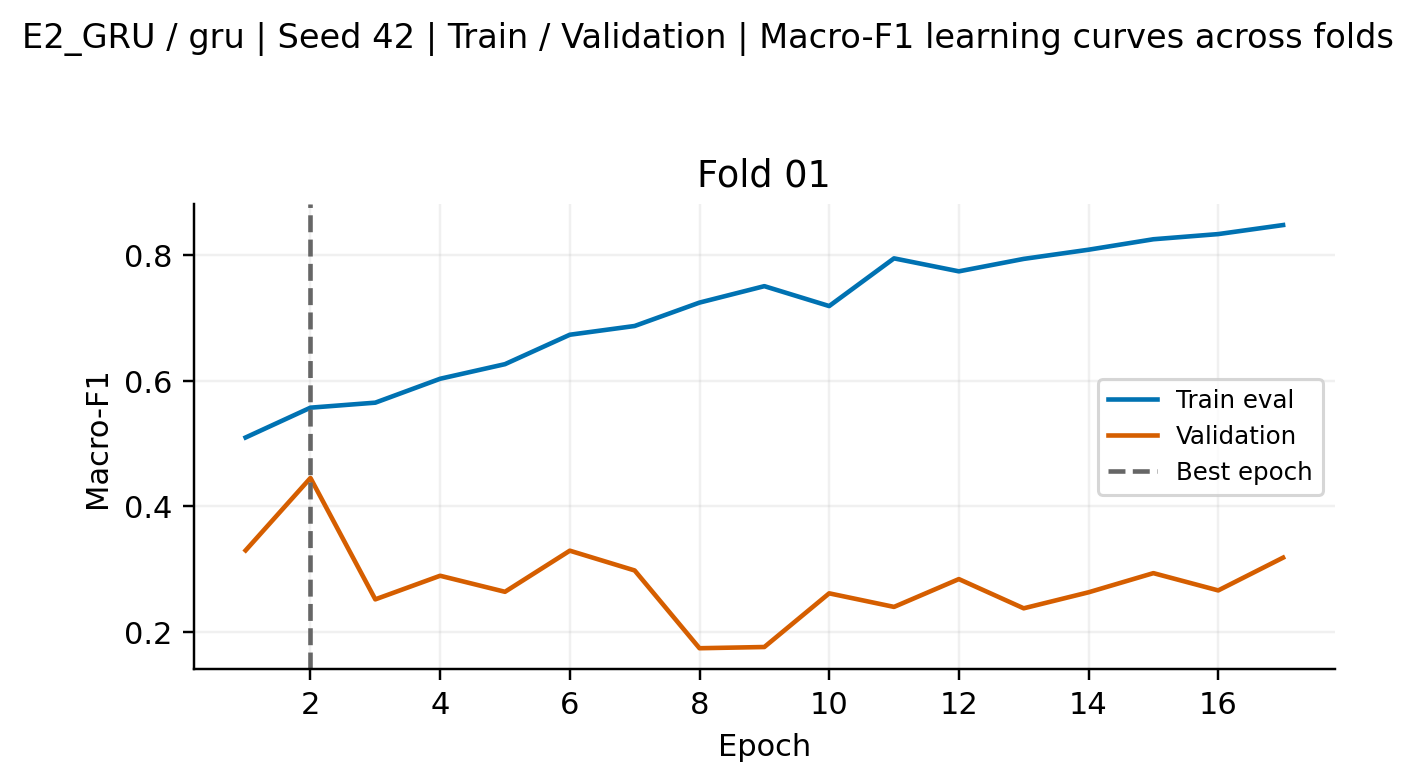 E2_GRU / gru | Seed 42 | Train / Validation | Macro-F1 learning curves across folds
Fold 01
Macro-F1
0.8
0.6
0.4
0.2
Train eval
Validation
Best epoch
2 4 6 8 10 12 14 16
Epoch